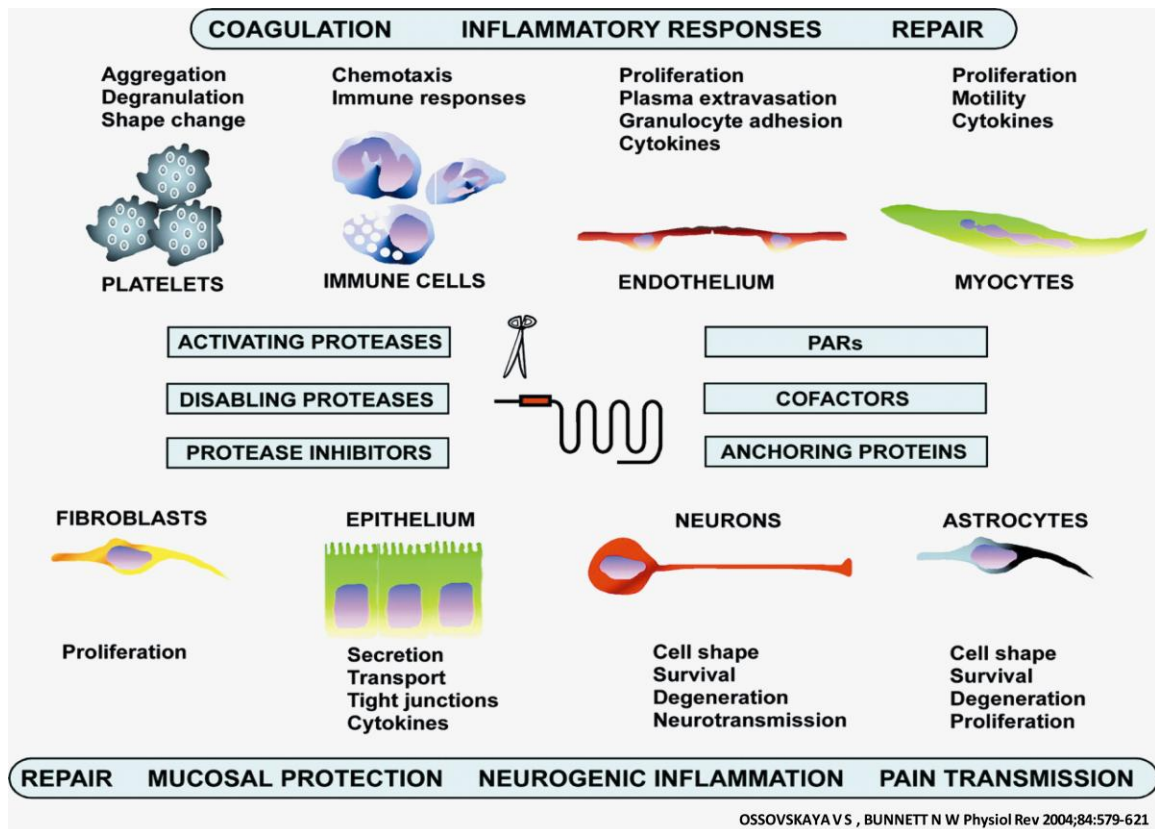 COAGULATION INFLAMMATORY RESPONSES REPAIR
Aggregation
Degranulation
Shape change
PLATELETS
Chemotaxis
Immune responses
IMMUNE CELLS
Proliferation
Plasma extravasation
Granulocyte adhesion
Cytokines
ENDOTHELIUM
Proliferation
Motility
Cytokines
MYOCYTES
ACTIVATING PROTEASES
DISABLING PROTEASES
PROTEASE INHIBITORS
PARs
COFACTORS
ANCHORING PROTEINS
FIBROBLASTS
Proliferation
EPITHELIUM
Secretion
Transport
Tight junctions
Cytokines
NEURONS
Cell shape
Survival
Degeneration
Neurotransmission
ASTROCYTES
Cell shape
Survival
Degeneration
Proliferation
REPAIR MUCOSAL PROTECTION NEUROGENIC INFLAMMATION PAIN TRANSMISSION
OSSOVSKAYA V S , BUNNETT N W Physiol Rev 2004;84:579-621